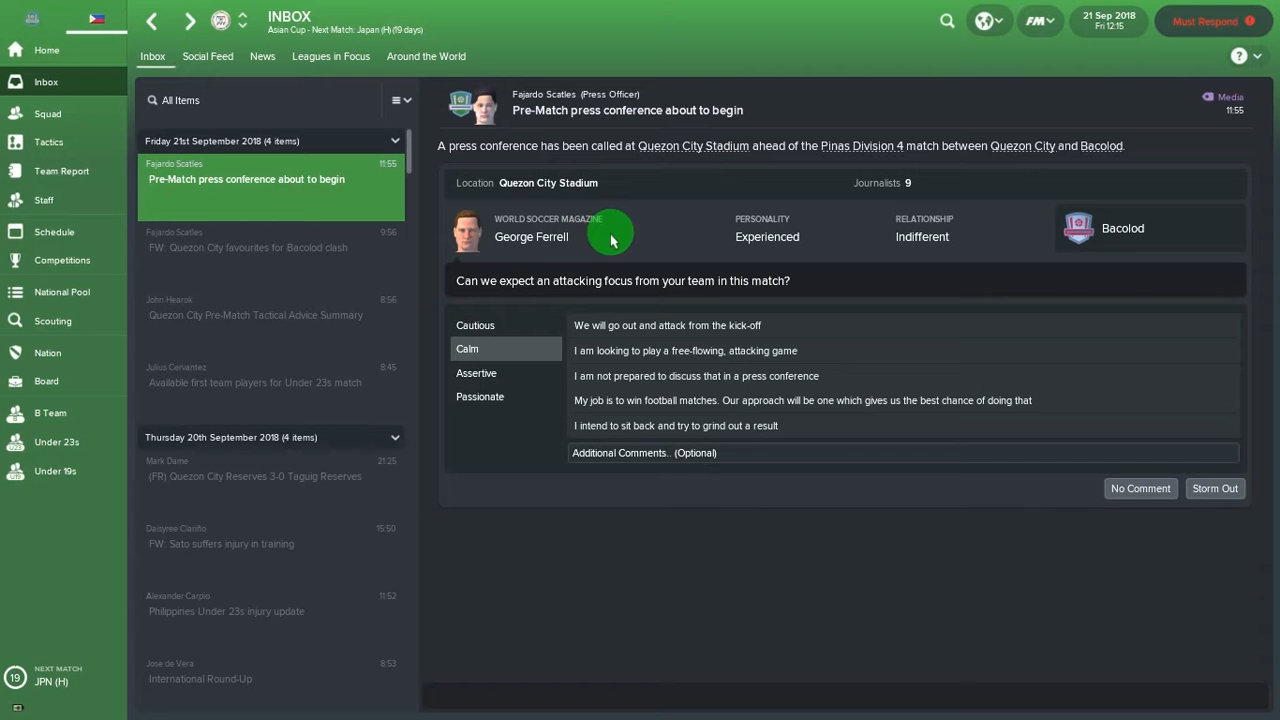 INBOX
Asian Cup - Next Match: Japan (H) (19 days)
FM
21 Sep 2018
Fri 12:15
Must Respond
Home
Inbox
Squad
Tactics
Team Report
Staff
Schedule
Competitions
National Pool
Scouting
Nation
Board
B Team
Under 23s
Under 19s
NEXT MATCH
19
JPN (H)
Inbox Social Feed News Leagues in Focus Around the World
All Items
Friday 21st September 2018 (4 items)
Fajardo Scatles 11:55
Pre-Match press conference about to begin
Fajardo Scatles 9:56
FW: Quezon City favourites for Bacolod clash
John Hearok 8:56
Quezon City Pre-Match Tactical Advice Summary
Julius Cervantez 8:45
Available first team players for Under 23s match
Thursday 20th September 2018 (4 items)
Mark Dame 21:25
(FR) Quezon City Reserves 3-0 Taguig Reserves
Daisyree Clariño 15:50
FW: Sato suffers injury in training
Alexander Carpio 11:52
Philippines Under 23s injury update
Jose de Vera 8:53
International Round-Up
Fajardo Scatles (Press Officer)
Pre-Match press conference about to begin
Media
11:55
A press conference has been called at Quezon City Stadium ahead of the Pinas Division 4 match between Quezon City and Bacolod.
Location Quezon City Stadium Journalists 9
WORLD SOCCER MAGAZINE PERSONALITY RELATIONSHIP
George Ferrell Experienced Indifferent Bacolod
Can we expect an attacking focus from your team in this match?
Cautious
Calm
Assertive
Passionate
We will go out and attack from the kick-off
I am looking to play a free-flowing, attacking game
I am not prepared to discuss that in a press conference
My job is to win football matches. Our approach will be one which gives us the best chance of doing that
I intend to sit back and try to grind out a result
Additional Comments.. (Optional)
No Comment Storm Out